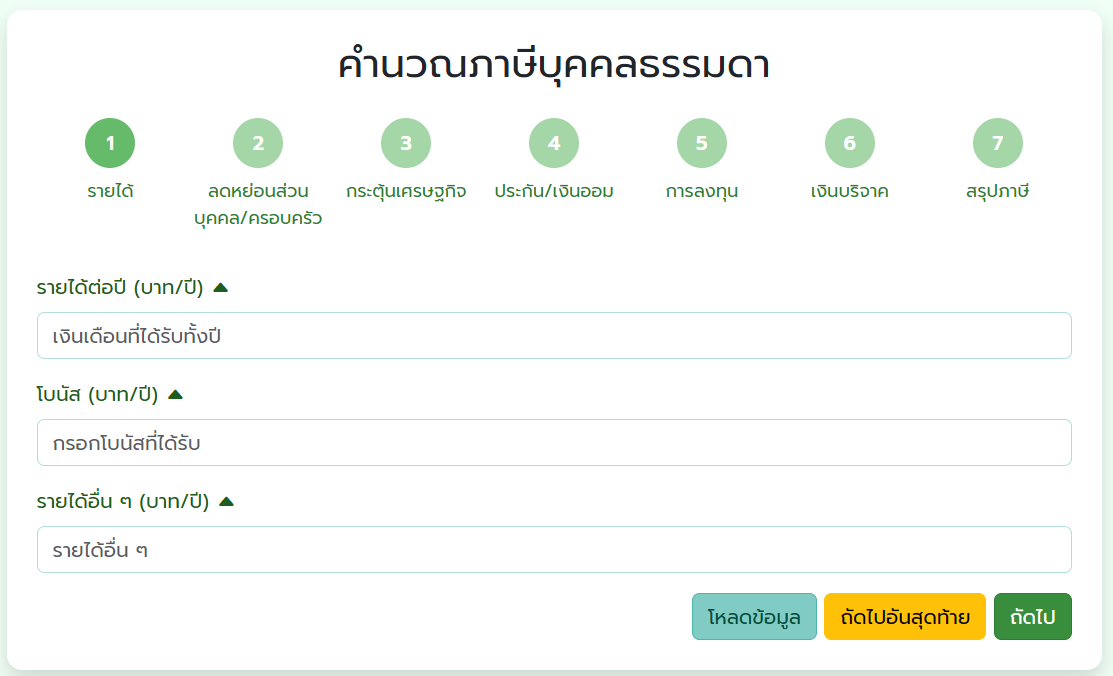 คำนวณภาษีบุคคลธรรมดา
1 2 3 4 5 6 7
รายได้ ลดหย่อนส่วน กระตุ้นเศรษฐกิจ ประกัน/เงินออม การลงทุน เงินบริจาค สรุปภาษี
บุคคล/ครอบครัว
รายได้ต่อปี (บาท/ปี)
เงินเดือนที่ได้รับทั้งปี
โบนัส (บาท/ปี)
กรอกโบนัสที่ได้รับ
รายได้อื่น ๆ (บาท/ปี)
รายได้อื่น ๆ
โหลดข้อมูล ถัดไปอันสุดท้าย ถัดไป